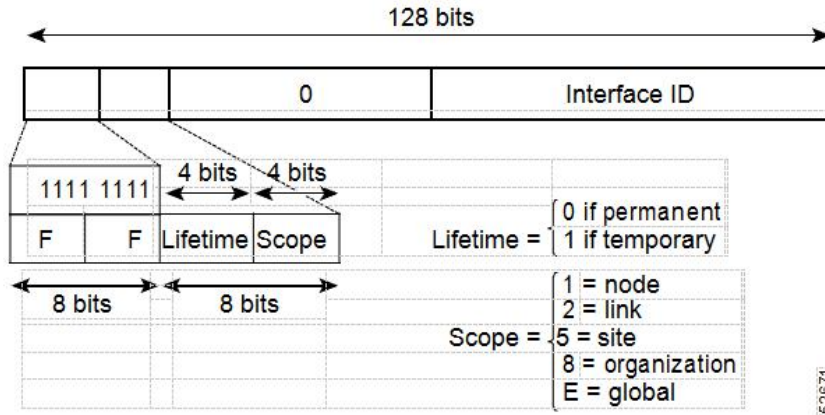 128 bits
0 Interface ID
4 bits 4 bits
1111 1111
F F Lifetime Scope
Lifetime = 0 if permanent
1 if temporary
8 bits 8 bits
1 = node
2 = link
Scope = 5 = site
8 = organization
E = global
52671